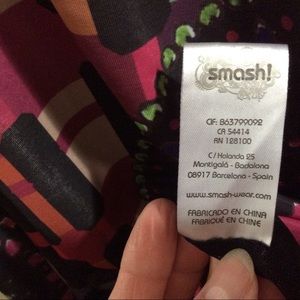 smash!
CIF: B63799092
CA 54414
RN 128100
C/ Holanda 25
Montigalà - Badalona
08917 Barcelona - Spain
www.smash-wear.com
FABRICADO EN CHINA
FABRIQUÉ EN CHINE